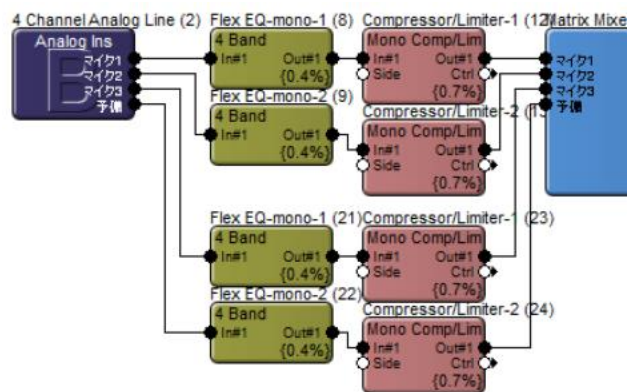 4 Channel Analog Line (2)
Analog Ins
マイク1
マイク2
マイク3
予備
Flex EQ-mono-1 (8)
4 Band
In#1 Out#1
{0.4%}
Flex EQ-mono-2 (9)
4 Band
In#1 Out#1
{0.4%}
Flex EQ-mono-1 (21)
4 Band
In#1 Out#1
{0.4%}
Flex EQ-mono-2 (22)
4 Band
In#1 Out#1
{0.4%}
Compressor/Limiter-1 (12)
Mono Comp/Lim
In#1 Out#1
Side Ctrl
{0.7%}
Compressor/Limiter-2
Mono Comp/Lim
In#1 Out#1
Side Ctrl
{0.7%}
Compressor/Limiter-1 (23)
Mono Comp/Lim
In#1 Out#1
Side Ctrl
{0.7%}
Compressor/Limiter-2 (24)
Mono Comp/Lim
In#1 Out#1
Side Ctrl
{0.7%}
Matrix Mixe
マイク1
マイク2
マイク3
予備